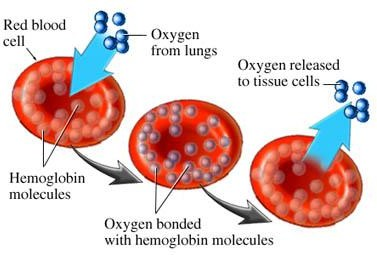 Red blood
cell
Oxygen
from lungs
Oxygen released
to tissue cells
Hemoglobin
molecules
Oxygen bonded
with hemoglobin molecules